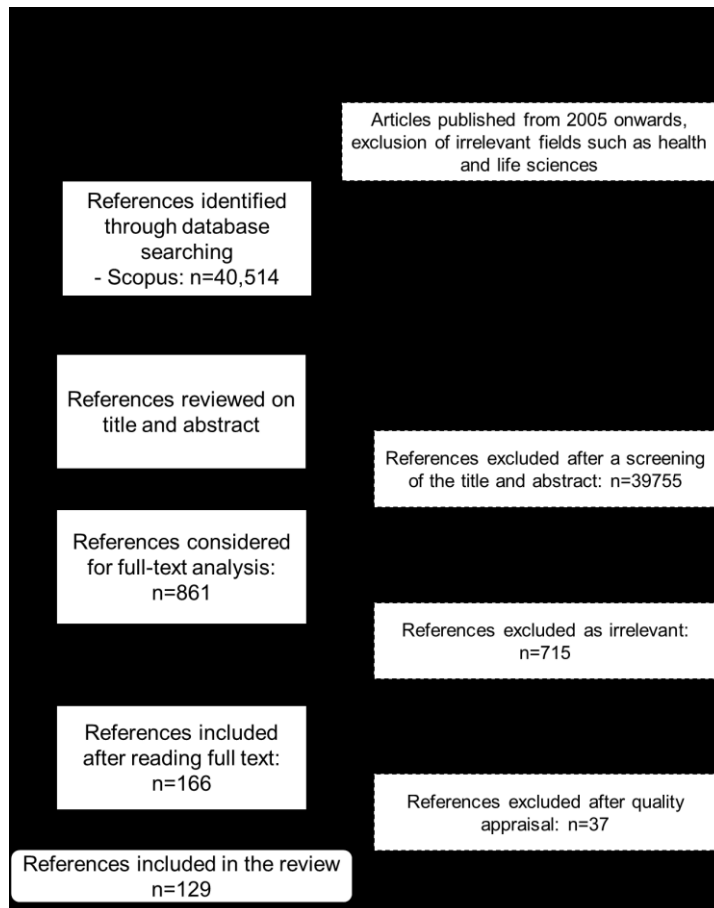 Articles published from 2005 onwards,
exclusion of irrelevant fields such as health
and life sciences
References identified
through database
searching
- Scopus: n=40,514
References reviewed on
title and abstract
References excluded after a screening
of the title and abstract: n=39755
References considered
for full-text analysis:
n=861
References excluded as irrelevant:
n=715
References included
after reading full text:
n=166
References excluded after quality
appraisal: n=37
References included in the review
n=129